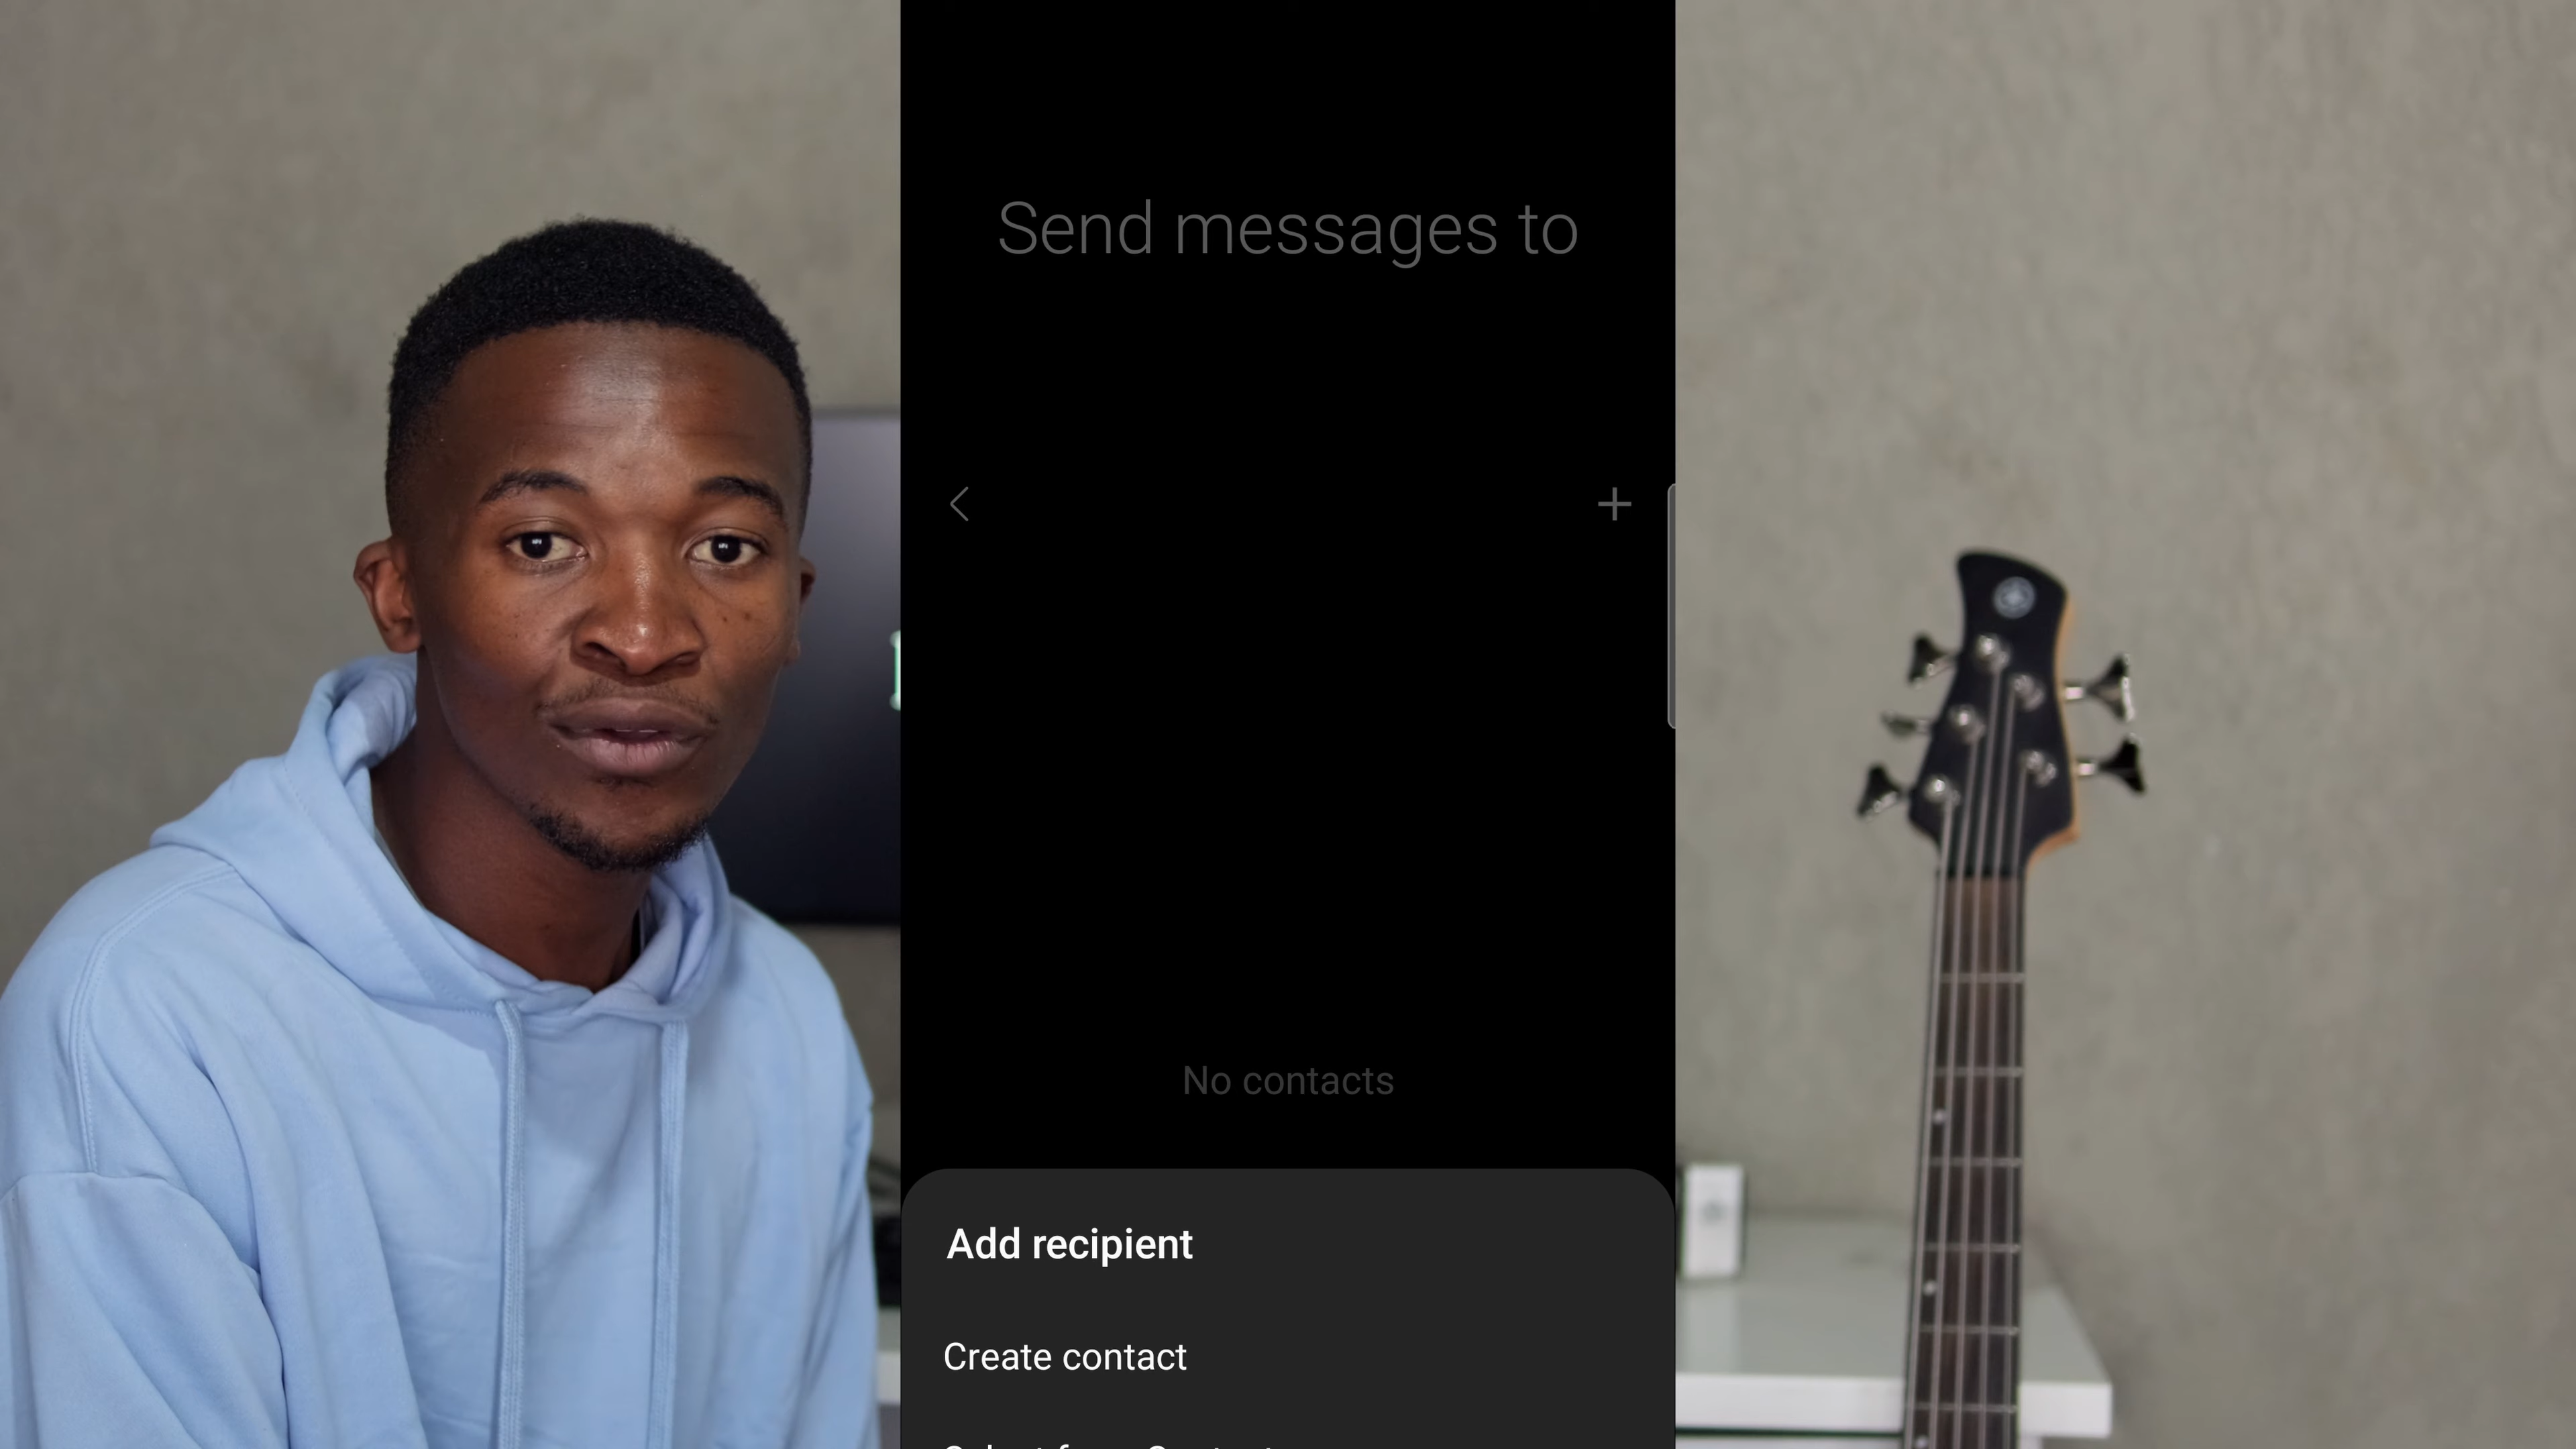 Send messages to
No contacts
Add recipient
Create contact